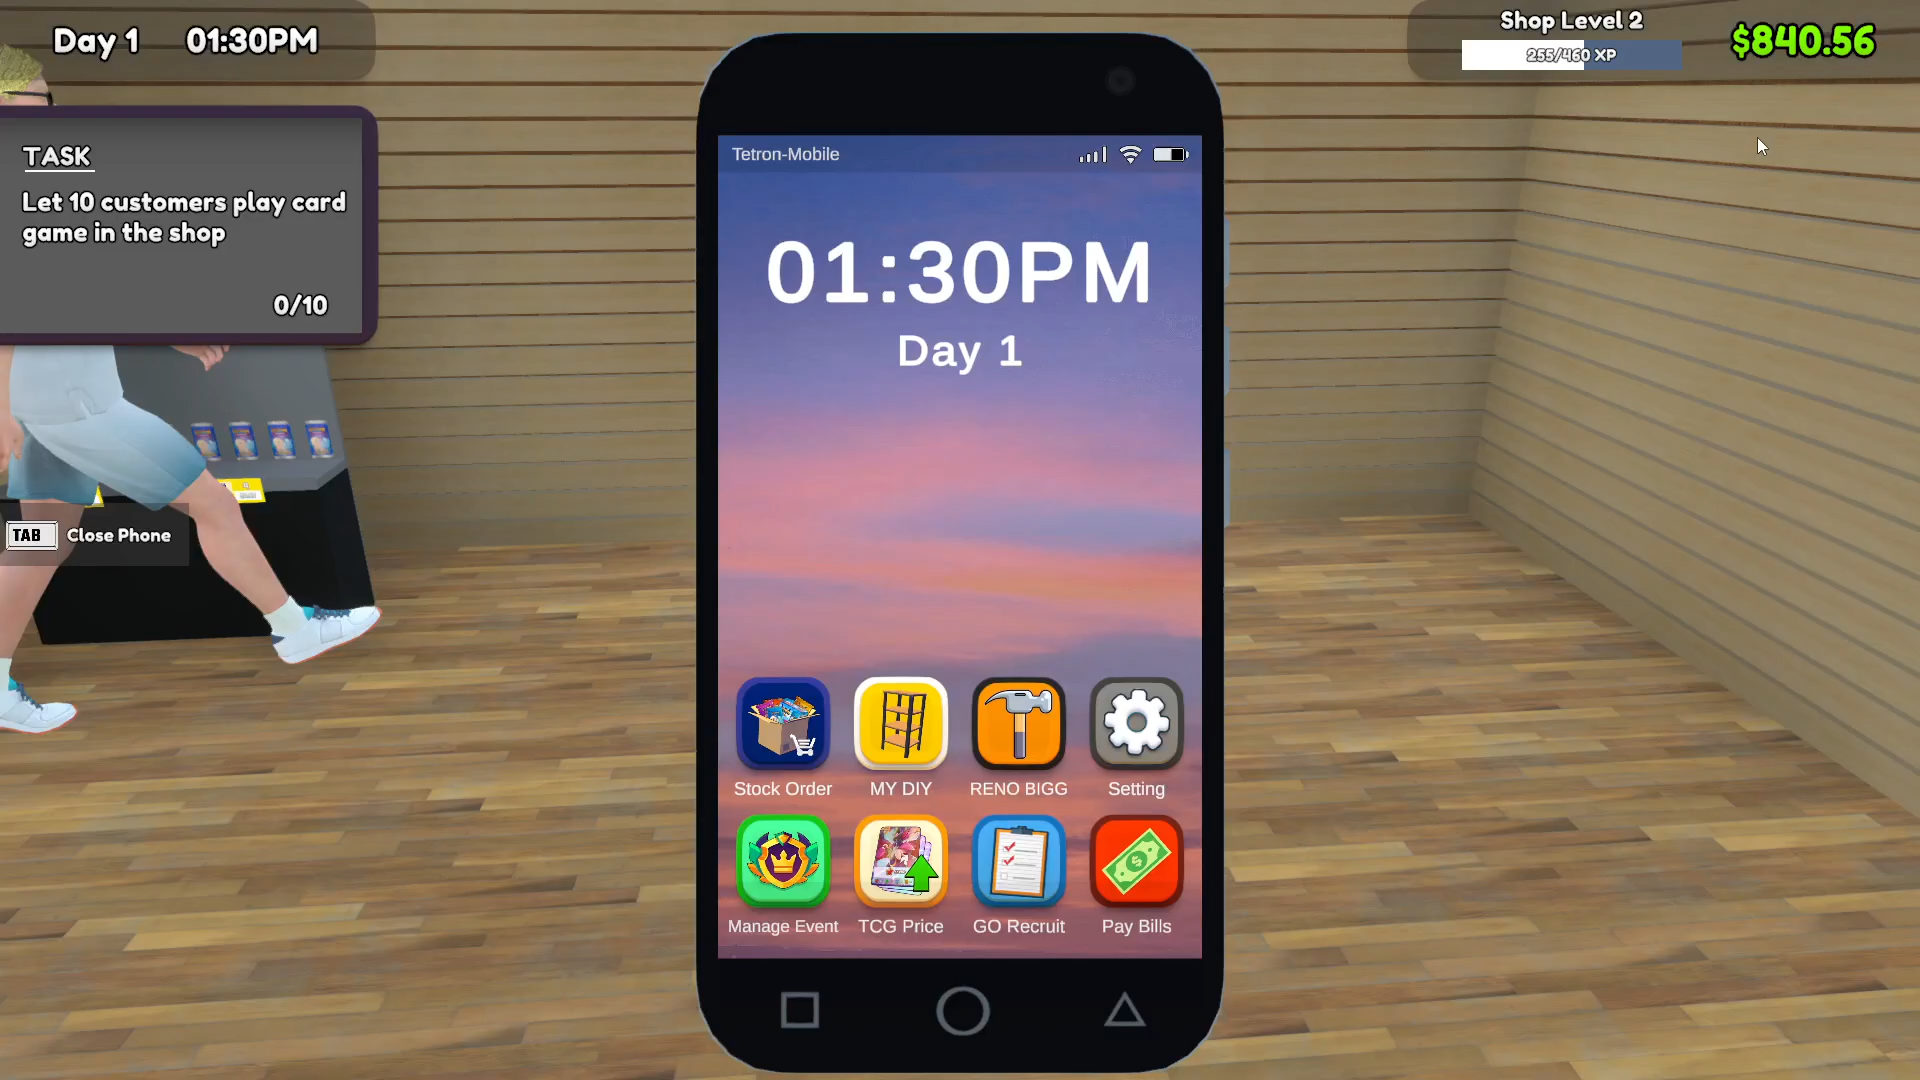 Day 1 01:30PM
Shop Level 2
255/460 XP
$840.56
TASK
Let 10 customers play card
game in the shop
0/10
TAB Close Phone
Tetron-Mobile
01:30PM
Day 1
Stock Order MY DIY RENO BIGG Setting
Manage Event TCG Price GO Recruit Pay Bills